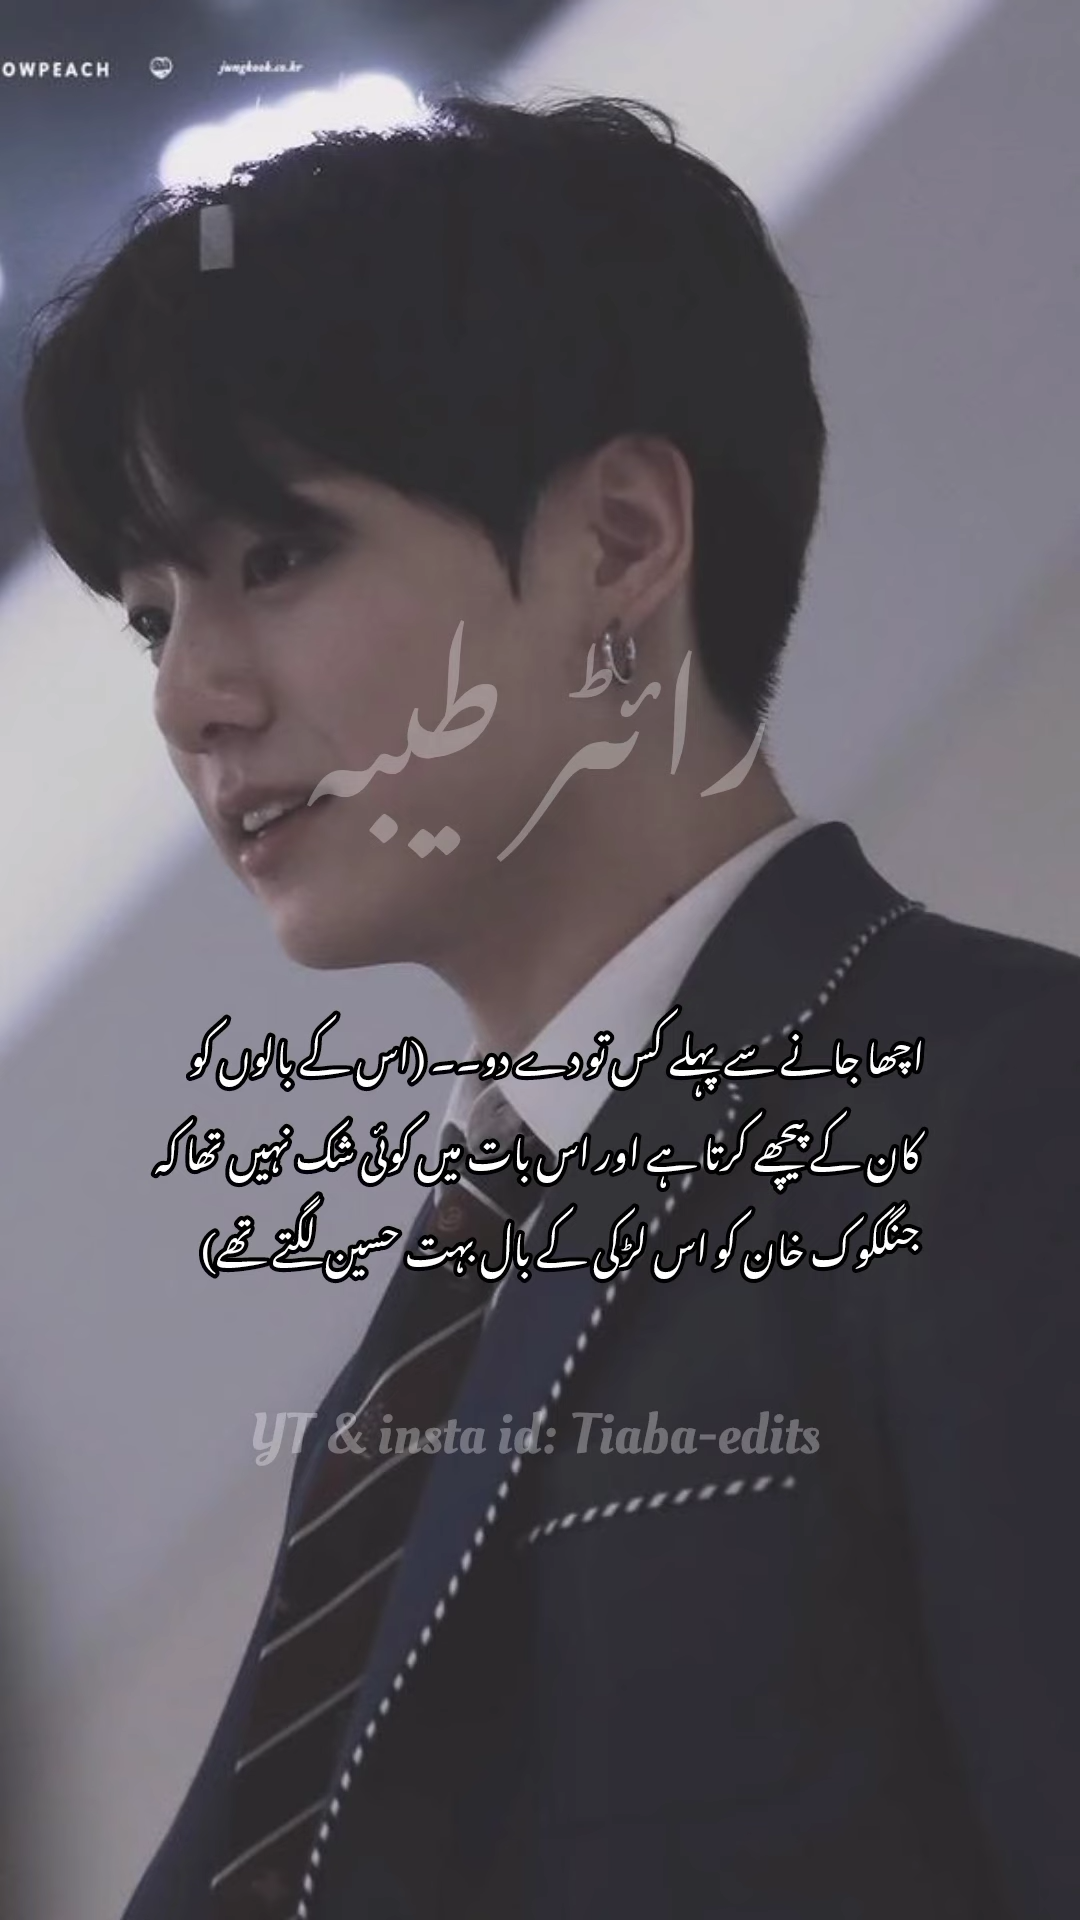 OWPEACH
jungkook.co.kr
رائٹر طیبہ
اچھا جانے سے پہلے کس تو دے دو۔۔ (اس کے بالوں کو
کان کے پیچھے کرتا ہے اور اس بات میں کوئی شک نہیں تھا کہ
جنگکوک خان کو اس لڑکی کے بال بہت حسین لگتے تھے)
YT & insta id: Tiaba-edits